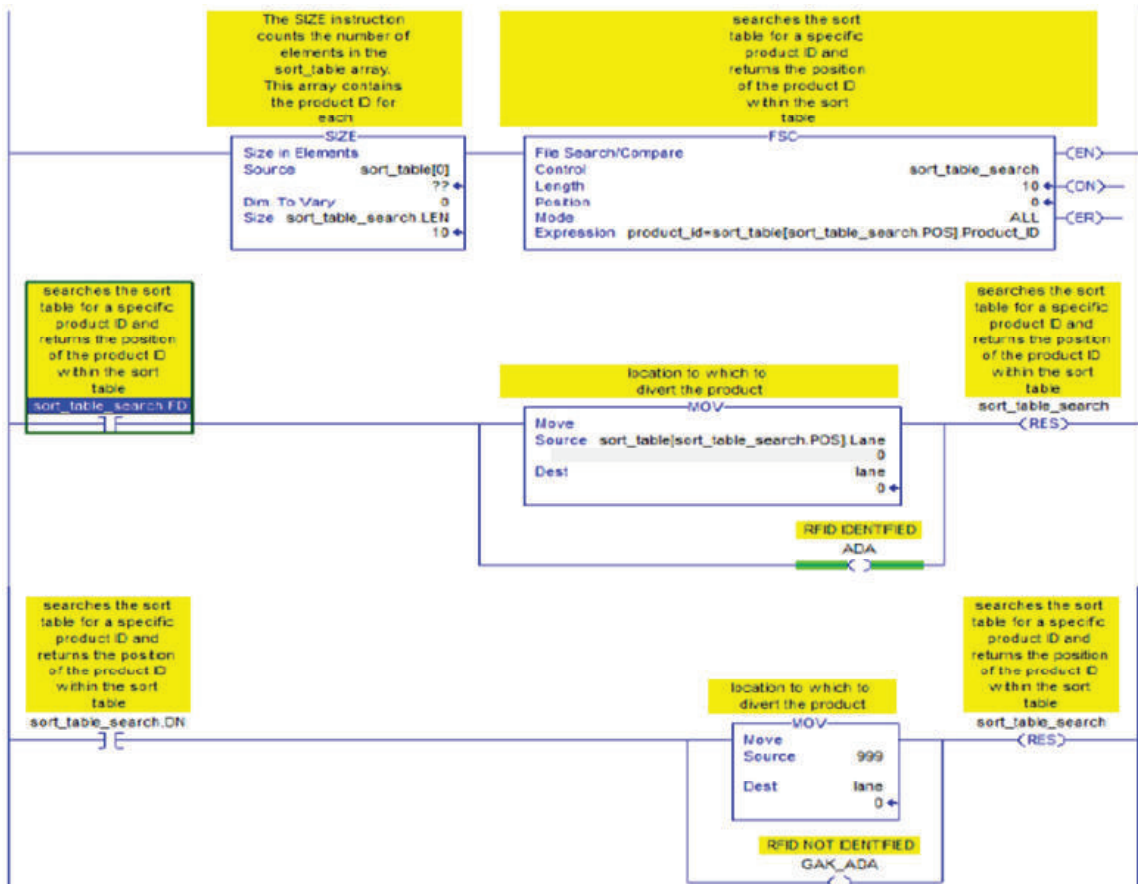 The SIZE instruction
counts the number of
elements in the
sort_table array.
This array contains
the product ID for
each
SIZE
Size in Elements
Source sort_table[0]
??
Dim. To Vary 0
Size sort_table_search.LEN
10
searches the sort
table for a specific
product ID and
returns the position
of the product ID
within the sort
table
FSC
File Search/Compare
Control sort_table_search
Length 10
Position 0
Mode ALL
Expression product_id=sort_table[sort_table_search.POS].Product_ID
(EN)
(DN)
(ER)
searches the sort
table for a specific
product ID and
returns the position
of the product ID
within the sort
table
sort_table_search.FD
location to which to
divert the product
MOV
Move
Source sort_table[sort_table_search.POS].Lane
0
Dest lane
0
RFID IDENTIFIED
ADA
searches the sort
table for a specific
product ID and
returns the position
of the product ID
within the sort
table
sort_table_search
(RES)
searches the sort
table for a specific
product ID and
returns the position
of the product ID
within the sort
table
sort_table_search.DN
location to which to
divert the product
MOV
Move
Source 999
Dest lane
0
RFID NOT IDENTIFIED
GAK_ADA
searches the sort
table for a specific
product ID and
returns the position
of the product ID
within the sort
table
sort_table_search
(RES)